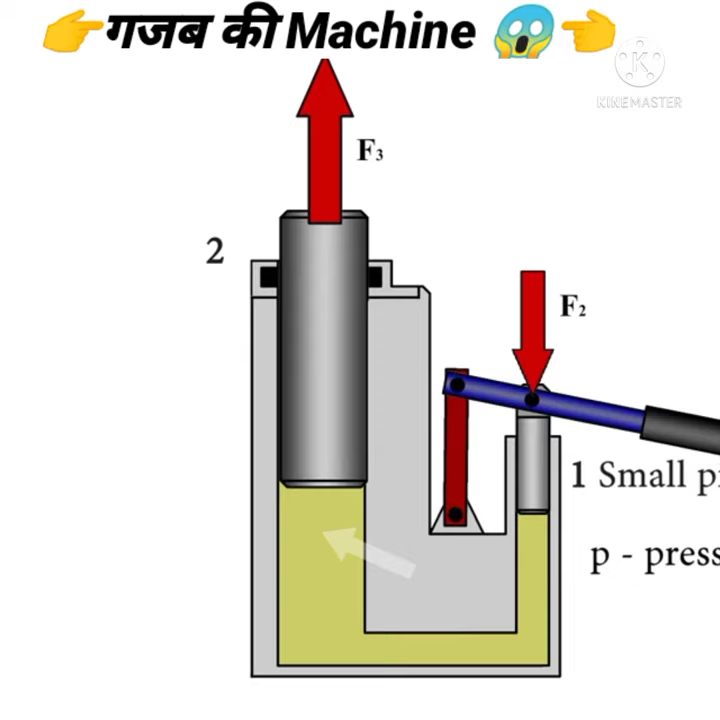 👉गजब की Machine 😱👈
K
KINEMASTER
F₃
2
F₂
1 Small
p - press